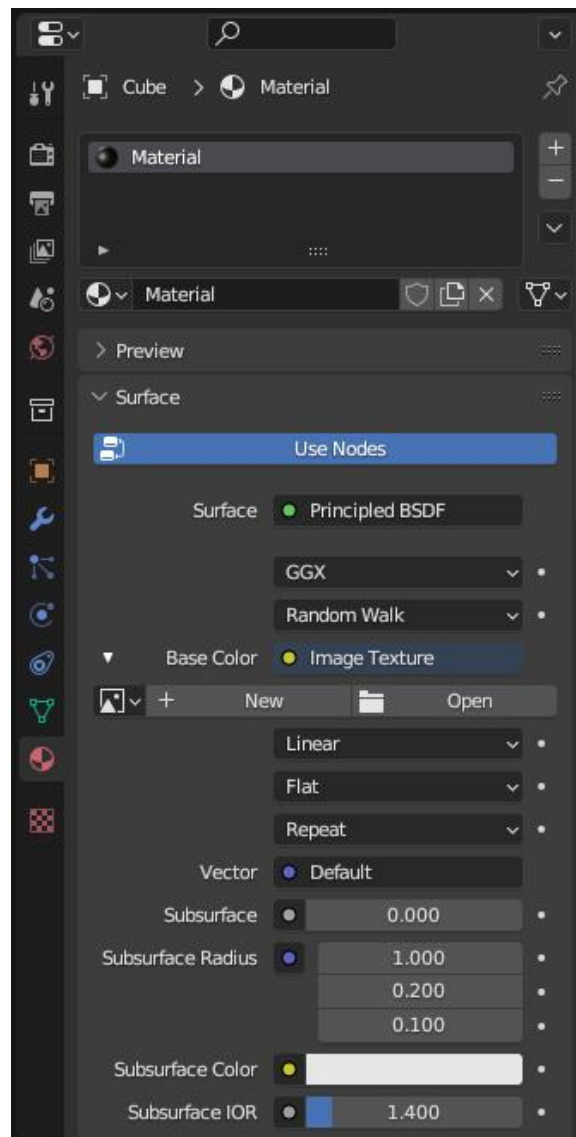 Cube > Material
Material
Material
Preview
Surface
Use Nodes
Surface Principled BSDF
GGX
Random Walk
Base Color Image Texture
+ New Open
Linear
Flat
Repeat
Vector Default
Subsurface 0.000
Subsurface Radius 1.000
0.200
0.100
Subsurface Color
Subsurface IOR 1.400